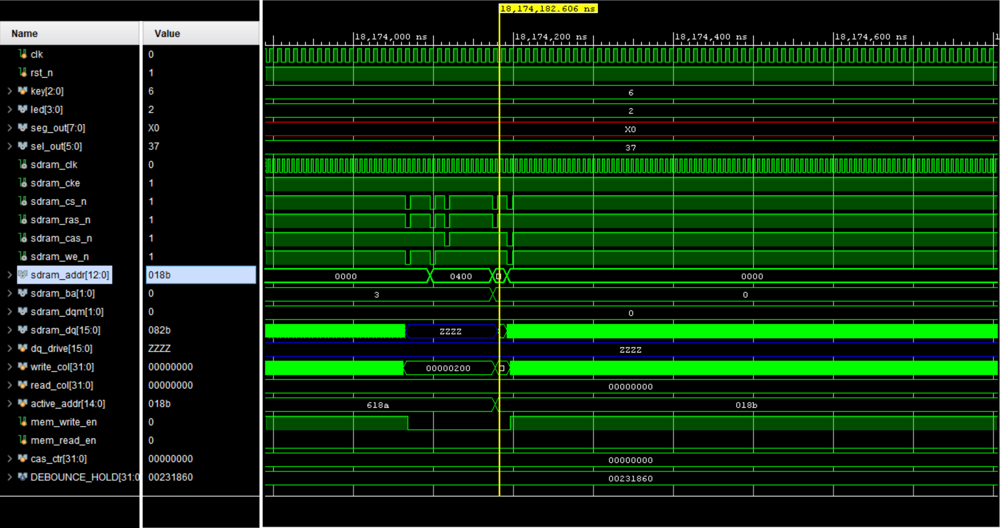 18,174,182.606 ns
Name Value 18,174,000 ns 18,174,200 ns 18,174,400 ns 18,174,600 ns
clk 0
rst_n 1
key[2:0] 6 6
led[3:0] 2 2
seg_out[7:0] X0 X0
sel_out[5:0] 37 37
sdram_clk 0
sdram_cke 1
sdram_cs_n 1
sdram_ras_n 1
sdram_cas_n 1
sdram_we_n 1
sdram_addr[12:0] 018b 0000 0400 0000
sdram_ba[1:0] 0 3 0
sdram_dqm[1:0] 0 0
sdram_dq[15:0] 082b ZZZZ
dq_drive[15:0] ZZZZ ZZZZ
write_col[31:0] 00000000 00000200
read_col[31:0] 00000000 00000000
active_addr[14:0] 018b 618a 018b
mem_write_en 0
mem_read_en 0
cas_ctr[31:0] 00000000 00000000
DEBOUNCE_HOLD[31:0 00231860 00231860